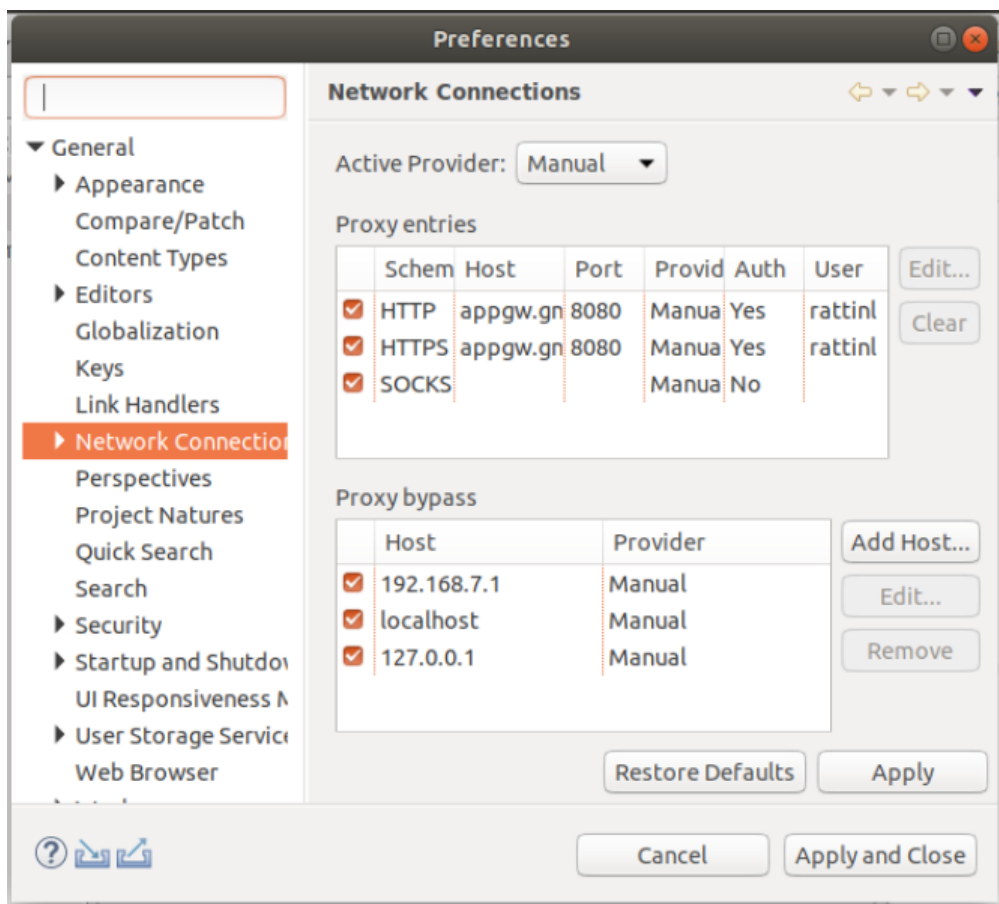 Preferences
Network Connections
General
Appearance
Compare/Patch
Content Types
Editors
Globalization
Keys
Link Handlers
Network Connection
Perspectives
Project Natures
Quick Search
Search
Security
Startup and Shutdov
UI Responsiveness M
User Storage Service
Web Browser
Active Provider: Manual
Proxy entries
Schem Host Port Provid Auth User
HTTP appgw.gn 8080 Manua Yes rattinl
HTTPS appgw.gn 8080 Manua Yes rattinl
SOCKS Manua No
Edit...
Clear
Proxy bypass
Host Provider
192.168.7.1 Manual
localhost Manual
127.0.0.1 Manual
Add Host...
Edit...
Remove
Restore Defaults Apply
Cancel Apply and Close